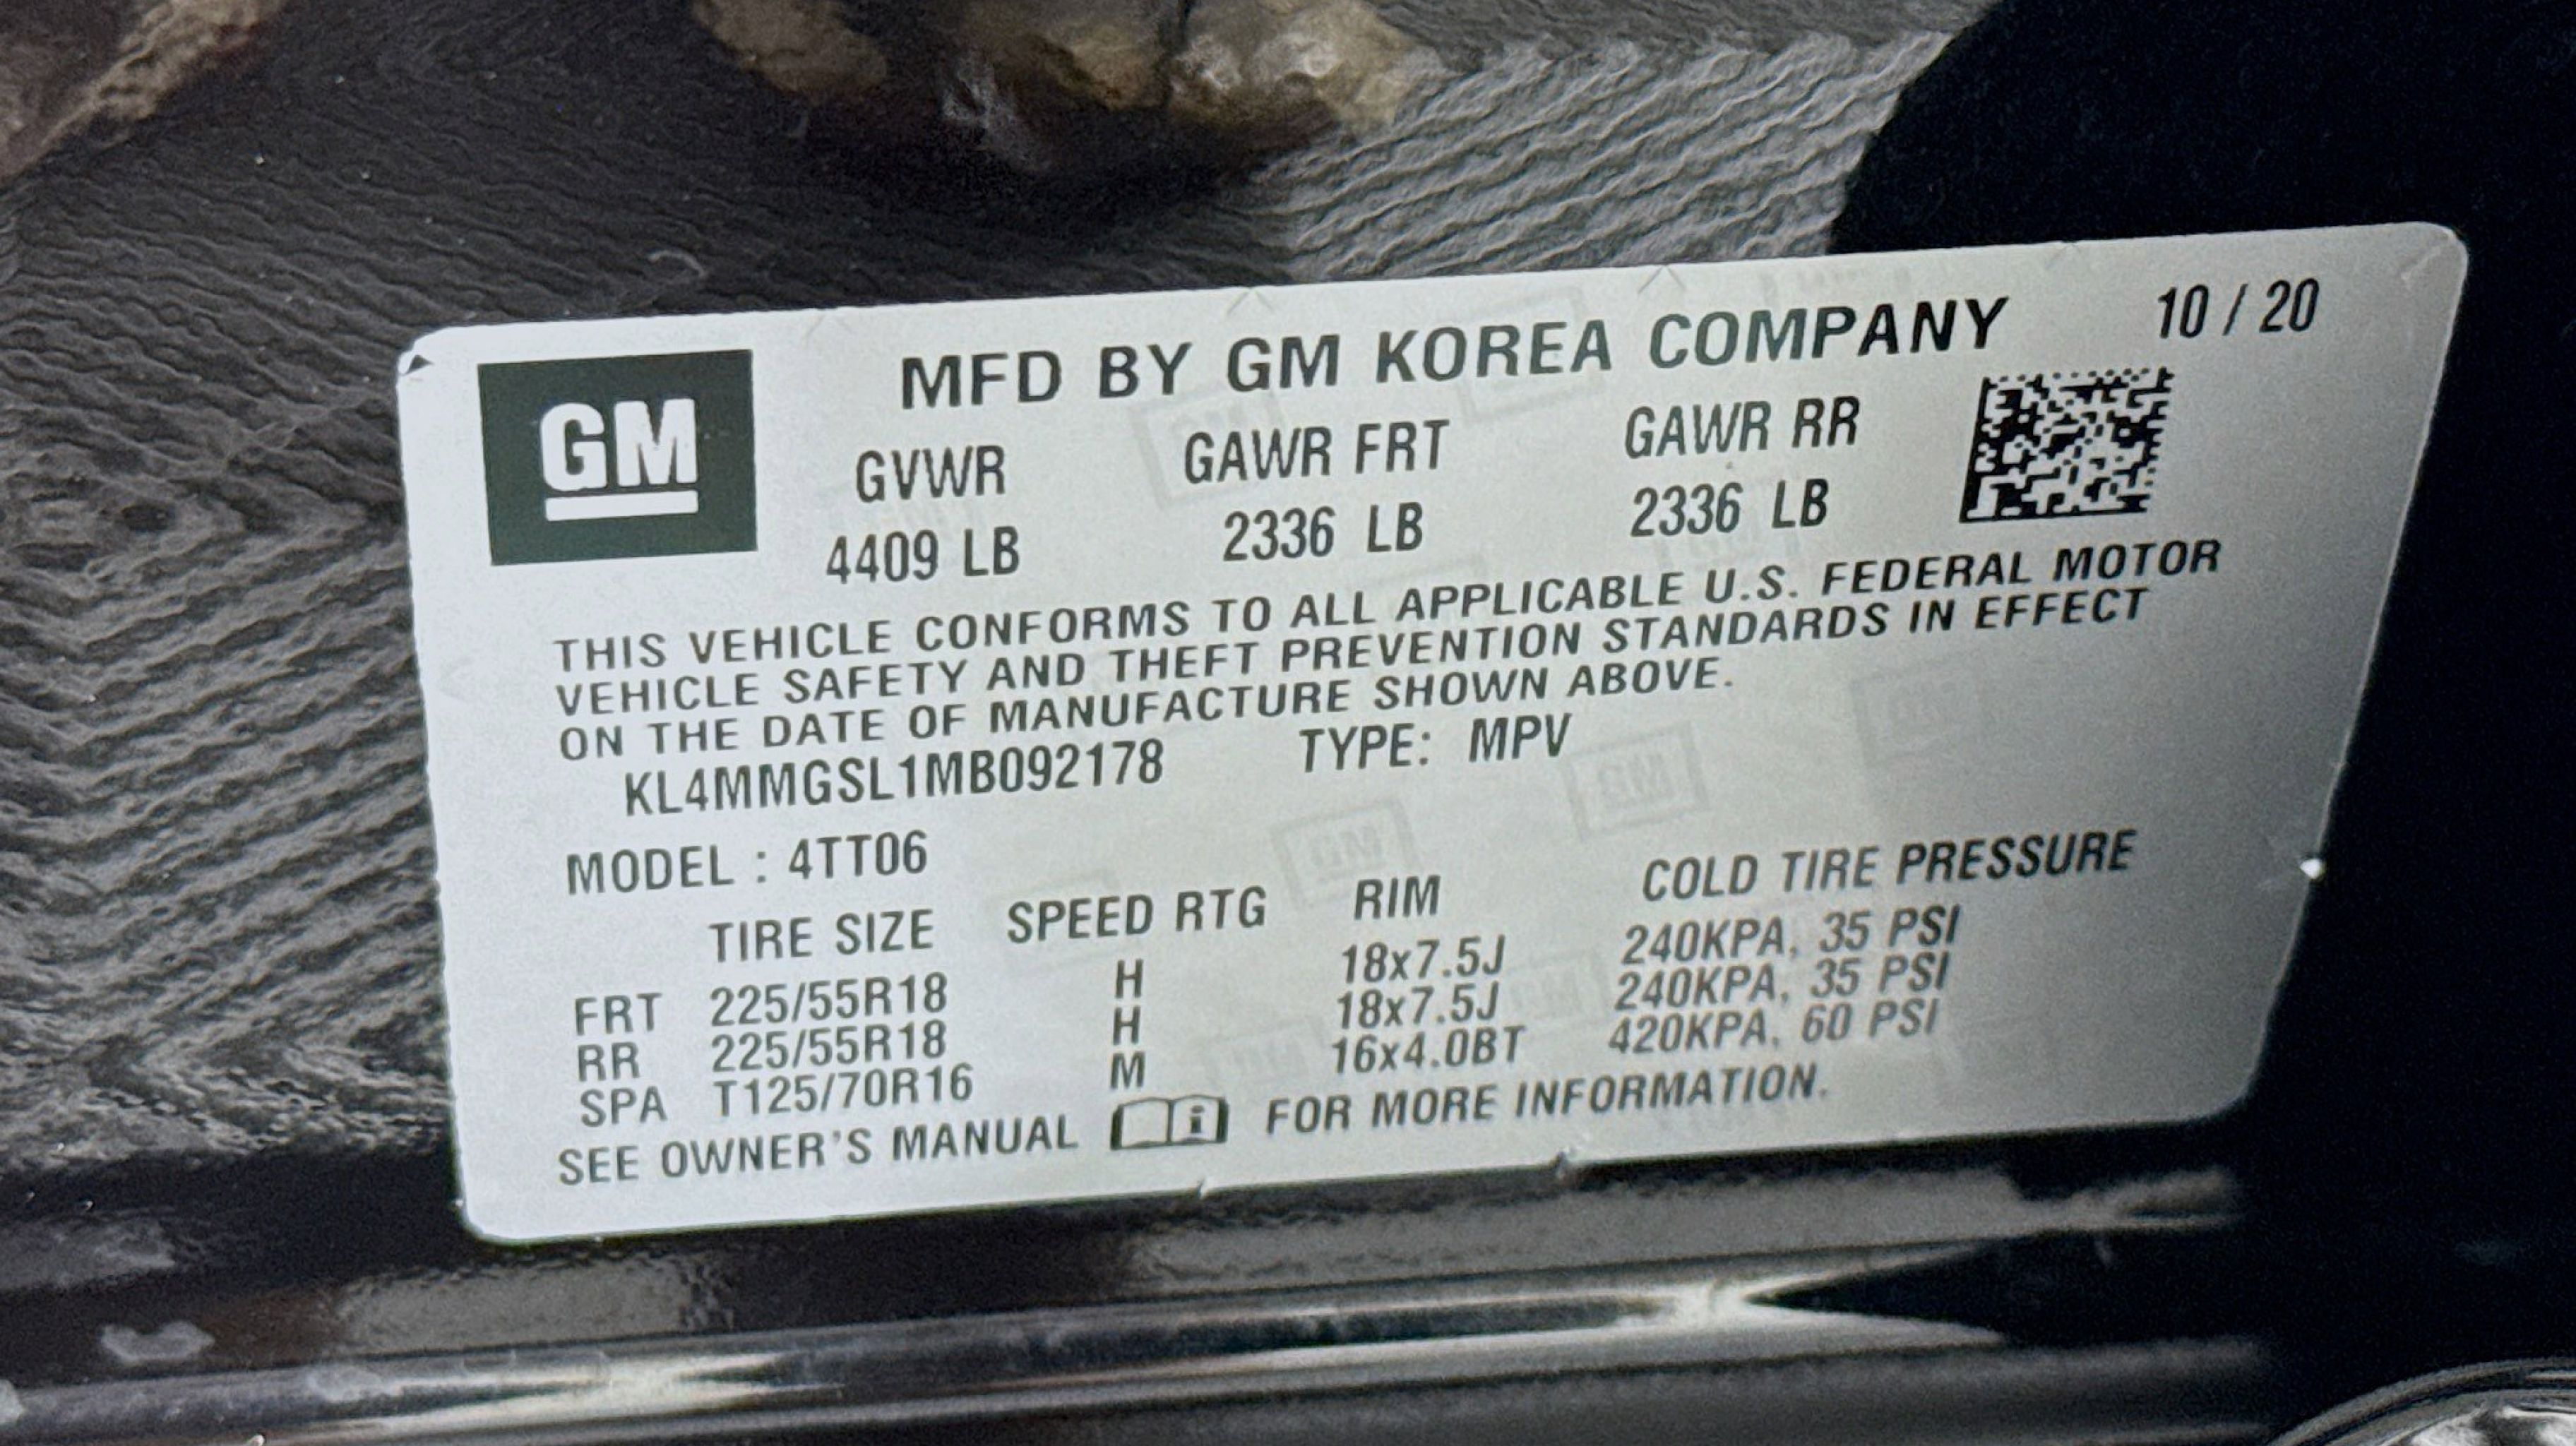 MFD BY GM KOREA COMPANY 10 / 20
GM
GVWR GAWR FRT GAWR RR
4409 LB 2336 LB 2336 LB
THIS VEHICLE CONFORMS TO ALL APPLICABLE U.S. FEDERAL MOTOR
VEHICLE SAFETY AND THEFT PREVENTION STANDARDS IN EFFECT
ON THE DATE OF MANUFACTURE SHOWN ABOVE.
KL4MMGSL1MB092178 TYPE: MPV
MODEL : 4TT06
TIRE SIZE SPEED RTG RIM COLD TIRE PRESSURE
FRT 225/55R18 H 18x7.5J 240KPA, 35 PSI
RR 225/55R18 H 18x7.5J 240KPA, 35 PSI
SPA T125/70R16 M 16x4.0BT 420KPA, 60 PSI
SEE OWNER'S MANUAL i FOR MORE INFORMATION.